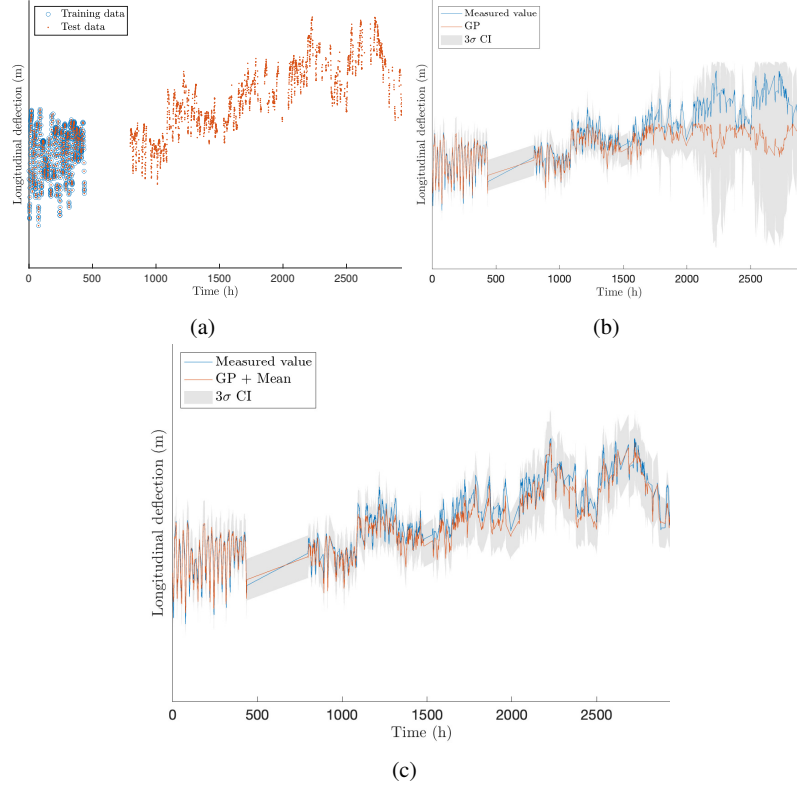 Training data
Test data
Longitudinal deflection (m)
0 500 1000 1500 2000 2500
Time (h)
(a)
Measured value
GP
3σ CI
Longitudinal deflection (m)
0 500 1000 1500 2000 2500
Time (h)
(b)
Measured value
GP + Mean
3σ CI
Longitudinal deflection (m)
0 500 1000 1500 2000 2500
Time (h)
(c)